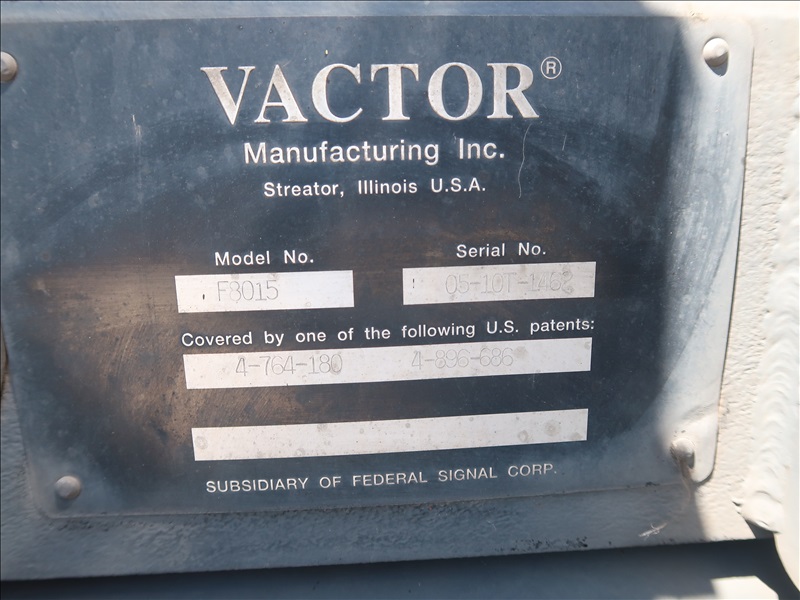 VACTOR®
Manufacturing Inc.
Streator, Illinois U.S.A.
Model No. Serial No.
F8015 05-10T-1462
Covered by one of the following U.S. patents:
4-764-180 4-896-686
SUBSIDIARY OF FEDERAL SIGNAL CORP.